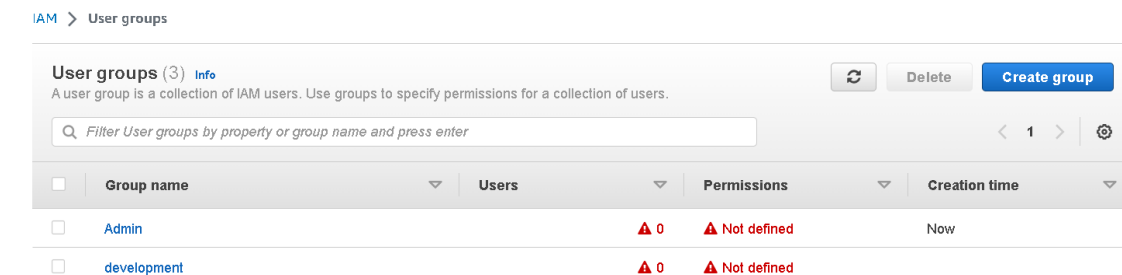 IAM > User groups
User groups (3) Info
A user group is a collection of IAM users. Use groups to specify permissions for a collection of users.
Delete
Create group
Filter User groups by property or group name and press enter
1
Group name Users Permissions Creation time
Admin 0 Not defined Now
development 0 Not defined